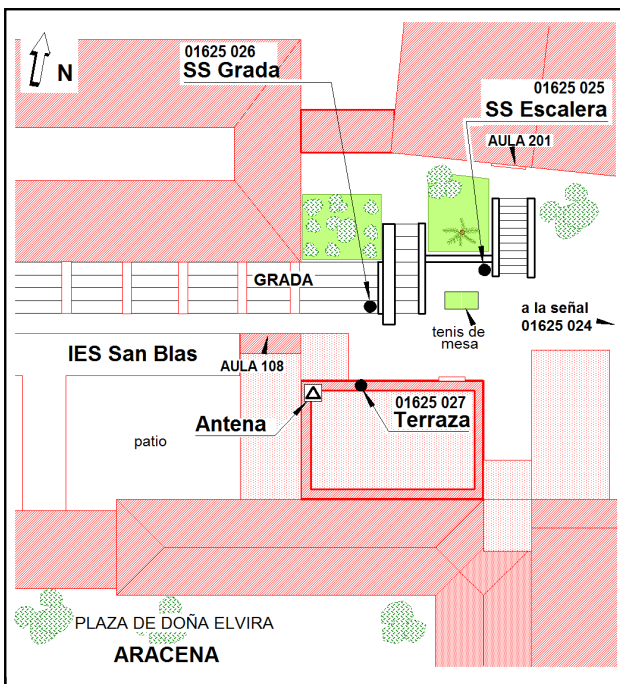 01625 026
SS Grada
N
01625 025
SS Escalera
AULA 201
GRADA
a la señal
01625 024
tenis de
mesa
IES San Blas
AULA 108
01625 027
Terraza
Antena
patio
PLAZA DE DOÑA ELVIRA
ARACENA